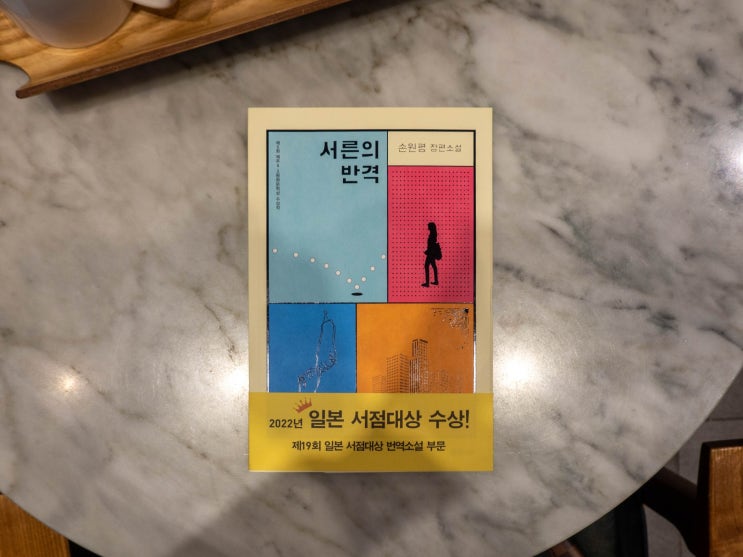 서른의
반격
손원평 장편소설
2022년 일본 서점대상 수상!
제19회 일본 서점대상 번역소설 부문